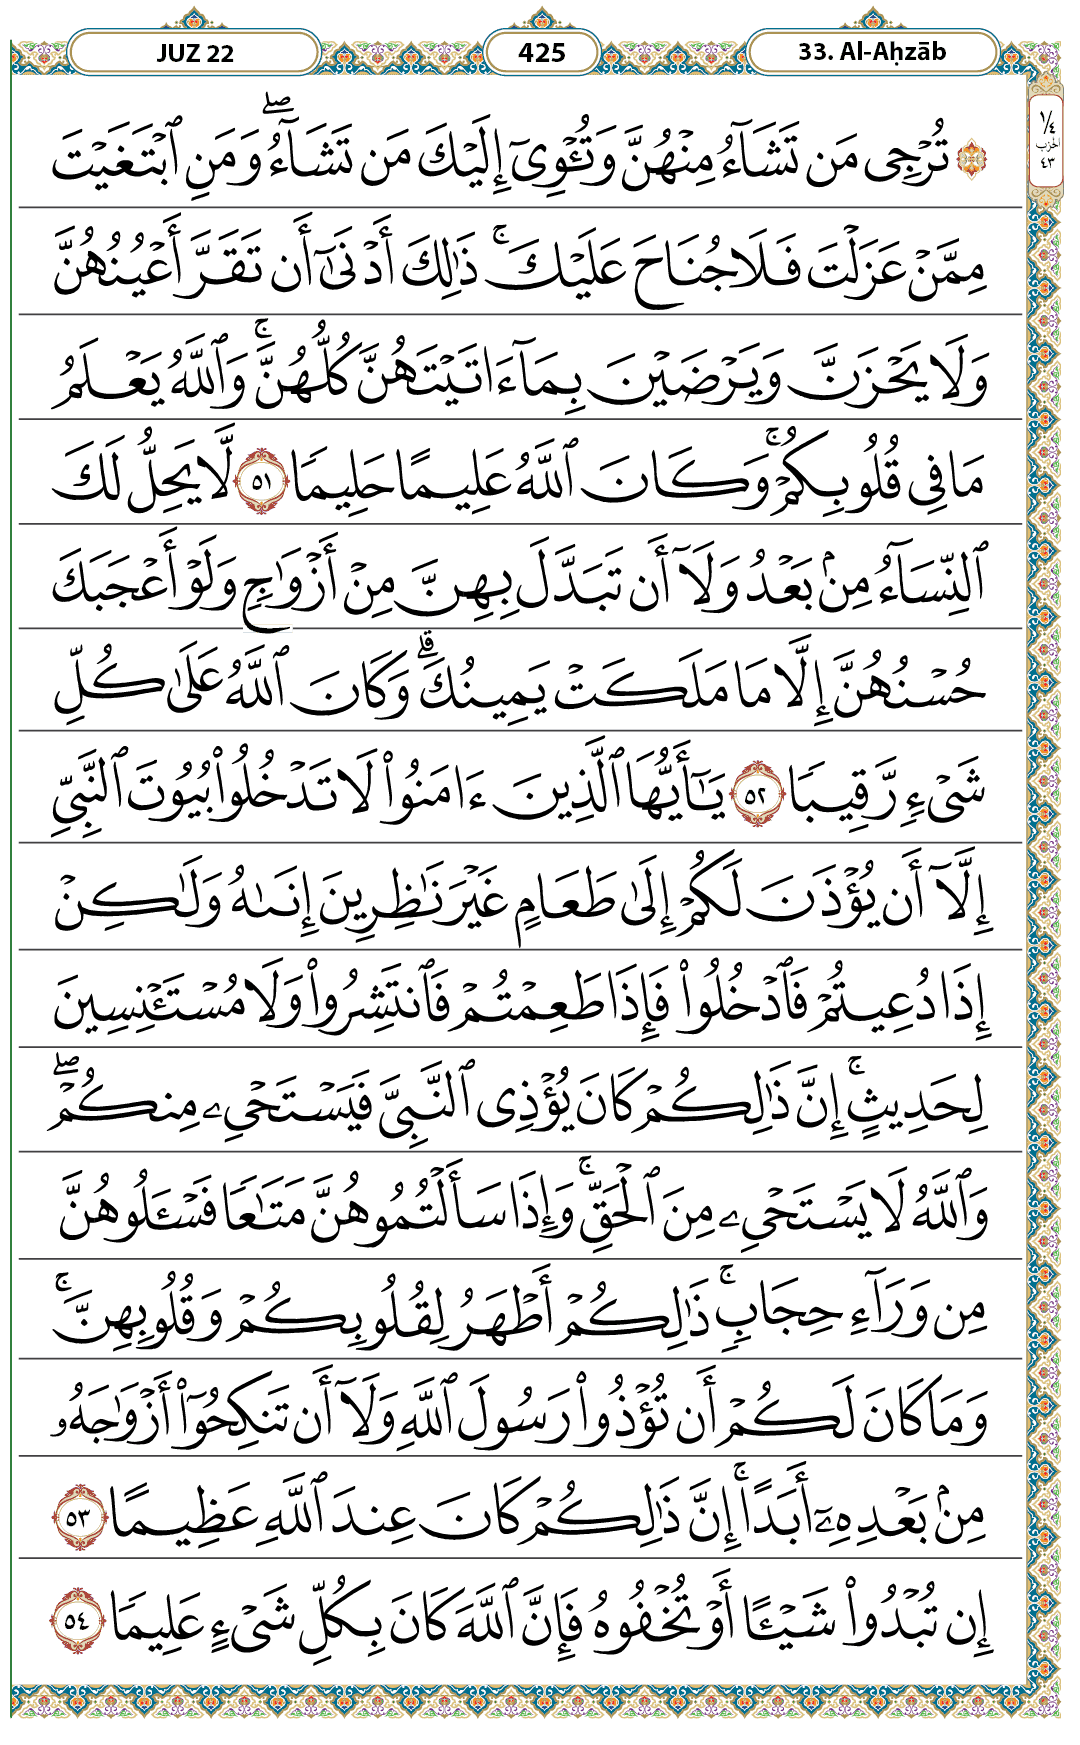 JUZ 22
425
33. Al-Aḥzāb
١/٤
الحزب
٤٣
۞ تُرْجِى مَن تَشَآءُ مِنْهُنَّ وَتُـْٔوِىٓ إِلَيْكَ مَن تَشَآءُ ۖ وَمَنِ ٱبْتَغَيْتَ
مِمَّنْ عَزَلْتَ فَلَا جُنَاحَ عَلَيْكَ ۚ ذَٰلِكَ أَدْنَىٰٓ أَن تَقَرَّ أَعْيُنُهُنَّ
وَلَا يَحْزَنَّ وَيَرْضَيْنَ بِمَآ ءَاتَيْتَهُنَّ كُلُّهُنَّ ۚ وَٱللَّهُ يَعْلَمُ
مَا فِى قُلُوبِكُمْ ۚ وَكَانَ ٱللَّهُ عَلِيمًا حَلِيمًا ٥١ لَّا يَحِلُّ لَكَ
ٱلنِّسَآءُ مِنۢ بَعْدُ وَلَآ أَن تَبَدَّلَ بِهِنَّ مِنْ أَزْوَٰجٍ وَلَوْ أَعْجَبَكَ
حُسْنُهُنَّ إِلَّا مَا مَلَكَتْ يَمِينُكَ ۗ وَكَانَ ٱللَّهُ عَلَىٰ كُلِّ
شَىْءٍ رَّقِيبًا ٥٢ يَـٰٓأَيُّهَا ٱلَّذِينَ ءَامَنُوا۟ لَا تَدْخُلُوا۟ بُيُوتَ ٱلنَّبِىِّ
إِلَّآ أَن يُؤْذَنَ لَكُمْ إِلَىٰ طَعَامٍ غَيْرَ نَـٰظِرِينَ إِنَىٰهُ وَلَـٰكِنْ
إِذَا دُعِيتُمْ فَٱدْخُلُوا۟ فَإِذَا طَعِمْتُمْ فَٱنتَشِرُوا۟ وَلَا مُسْتَـْٔنِسِينَ
لِحَدِيثٍ ۚ إِنَّ ذَٰلِكُمْ كَانَ يُؤْذِى ٱلنَّبِىَّ فَيَسْتَحْىِۦ مِنكُمْ ۖ
وَٱللَّهُ لَا يَسْتَحْىِۦ مِنَ ٱلْحَقِّ ۚ وَإِذَا سَأَلْتُمُوهُنَّ مَتَـٰعًا فَسْـَٔلُوهُنَّ
مِن وَرَآءِ حِجَابٍ ۚ ذَٰلِكُمْ أَطْهَرُ لِقُلُوبِكُمْ وَقُلُوبِهِنَّ ۚ
وَمَا كَانَ لَكُمْ أَن تُؤْذُوا۟ رَسُولَ ٱللَّهِ وَلَآ أَن تَنكِحُوٓا۟ أَزْوَٰجَهُۥ
مِنۢ بَعْدِهِۦٓ أَبَدًا ۚ إِنَّ ذَٰلِكُمْ كَانَ عِندَ ٱللَّهِ عَظِيمًا ٥٣
إِن تُبْدُوا۟ شَيْـًٔا أَوْ تُخْفُوهُ فَإِنَّ ٱللَّهَ كَانَ بِكُلِّ شَىْءٍ عَلِيمًا ٥٤